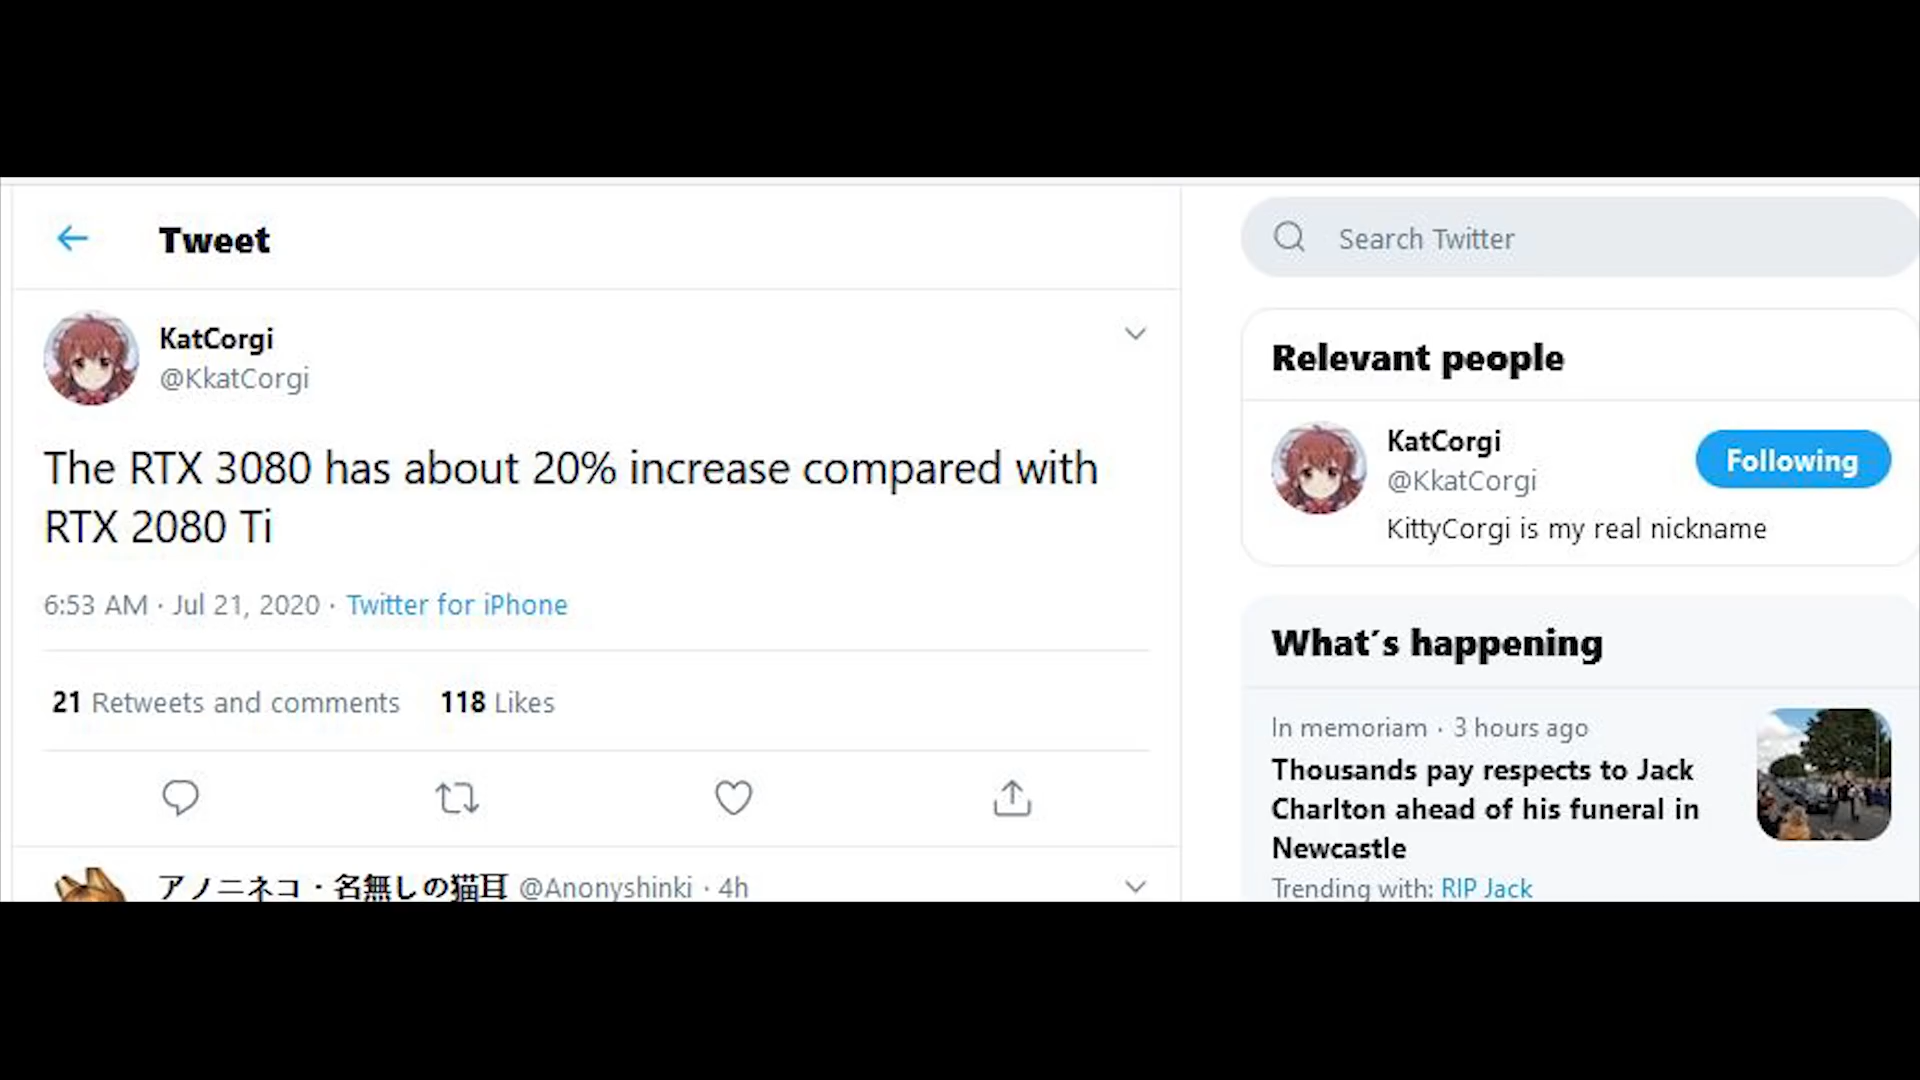 Tweet
KatCorgi
@KkatCorgi
The RTX 3080 has about 20% increase compared with
RTX 2080 Ti
6:53 AM · Jul 21, 2020 · Twitter for iPhone
21 Retweets and comments 118 Likes
アノニネコ・名無しの猫耳 @Anonyshinki · 4h
Search Twitter
Relevant people
KatCorgi
@KkatCorgi
Following
KittyCorgi is my real nickname
What's happening
In memoriam · 3 hours ago
Thousands pay respects to Jack
Charlton ahead of his funeral in
Newcastle
Trending with: RIP Jack